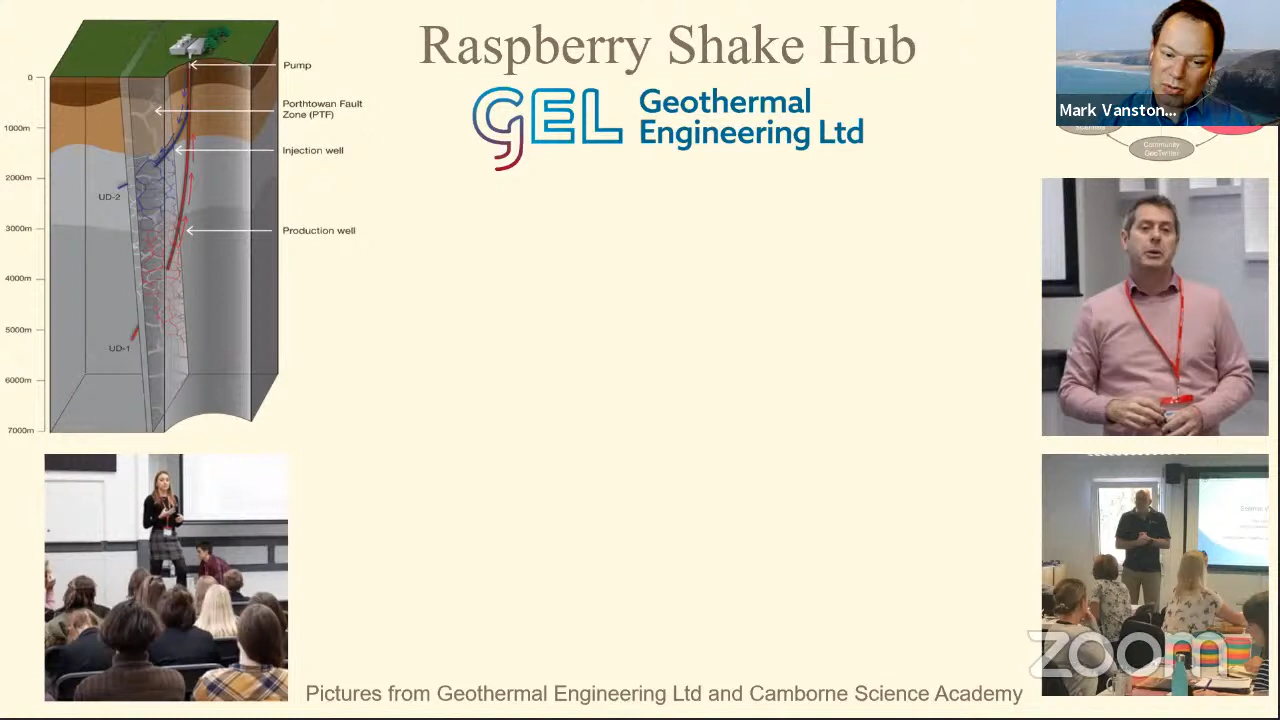 Raspberry Shake Hub
GEL Geothermal
Engineering Ltd
Pump
0
Porthtowan Fault
Zone (PTF)
1000m
Injection well
2000m
UD-2
3000m
Production well
4000m
5000m
UD-1
6000m
7000m
Mark Vanston...
Community
GeoTwitter
zoom
Pictures from Geothermal Engineering Ltd and Camborne Science Academy